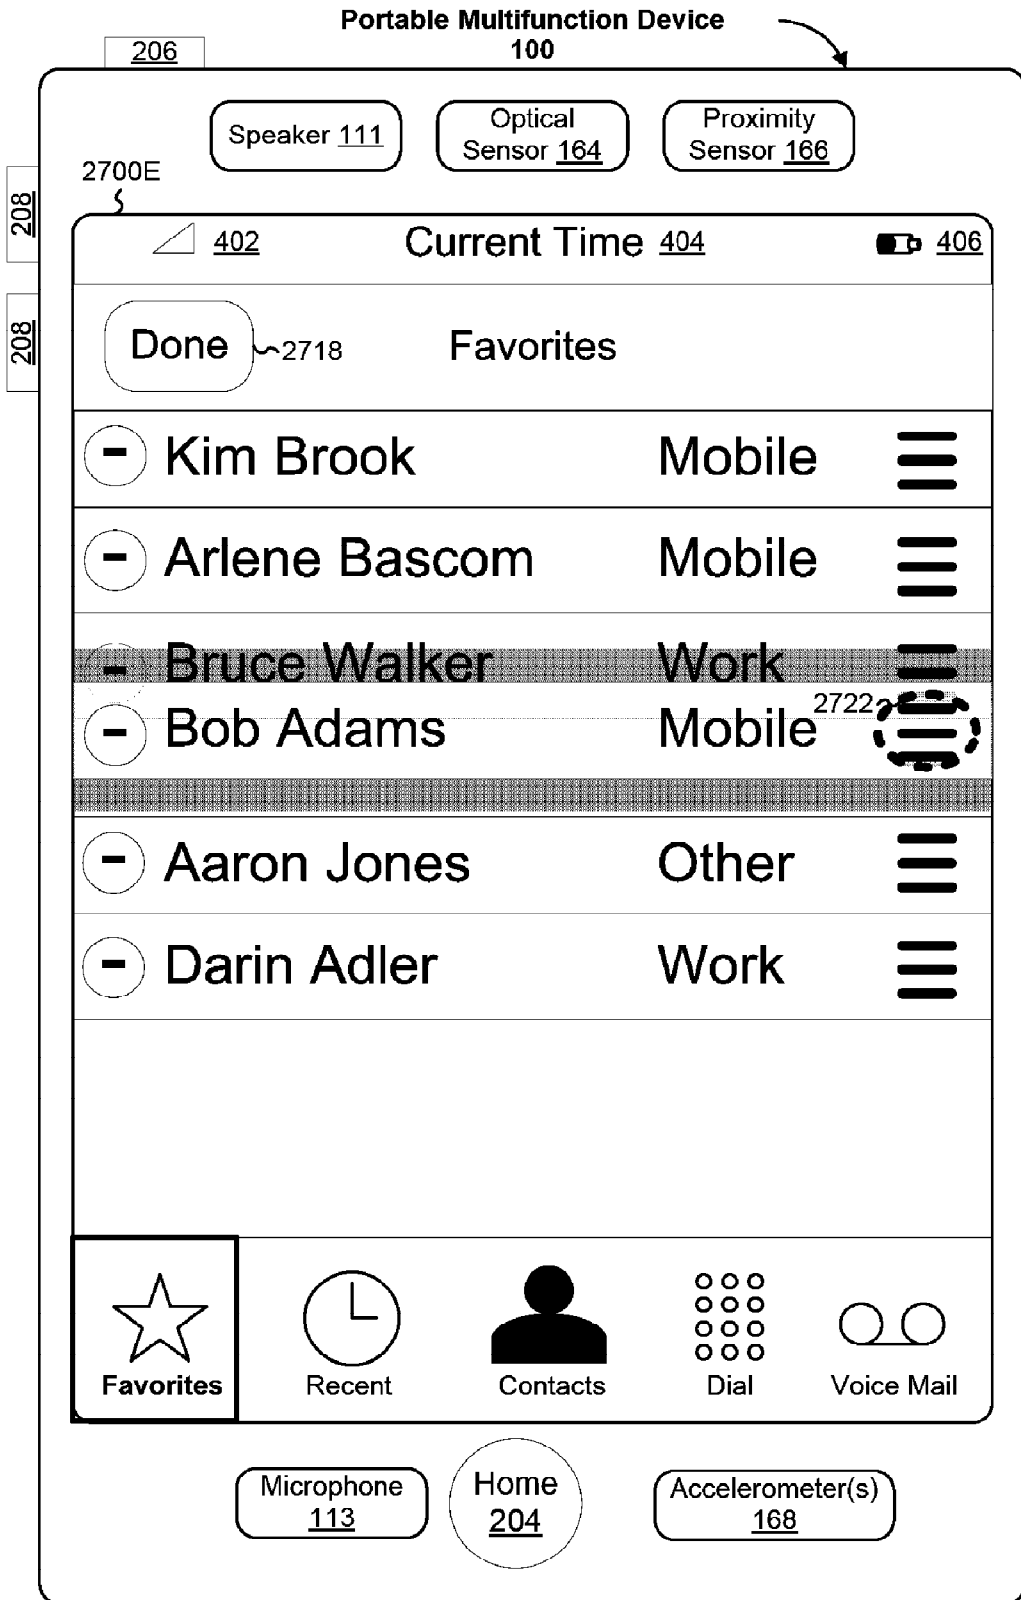 Portable Multifunction Device
100
206
Speaker 111
Optical
Sensor 164
Proximity
Sensor 166
2700E
208
208
402
Current Time 404
406
Done
2718
Favorites
Kim Brook Mobile
Arlene Bascom Mobile
Bruce Walker Work
2722
Bob Adams Mobile
Aaron Jones Other
Darin Adler Work
Favorites
Recent
Contacts
Dial
Voice Mail
Microphone
113
Home
204
Accelerometer(s)
168